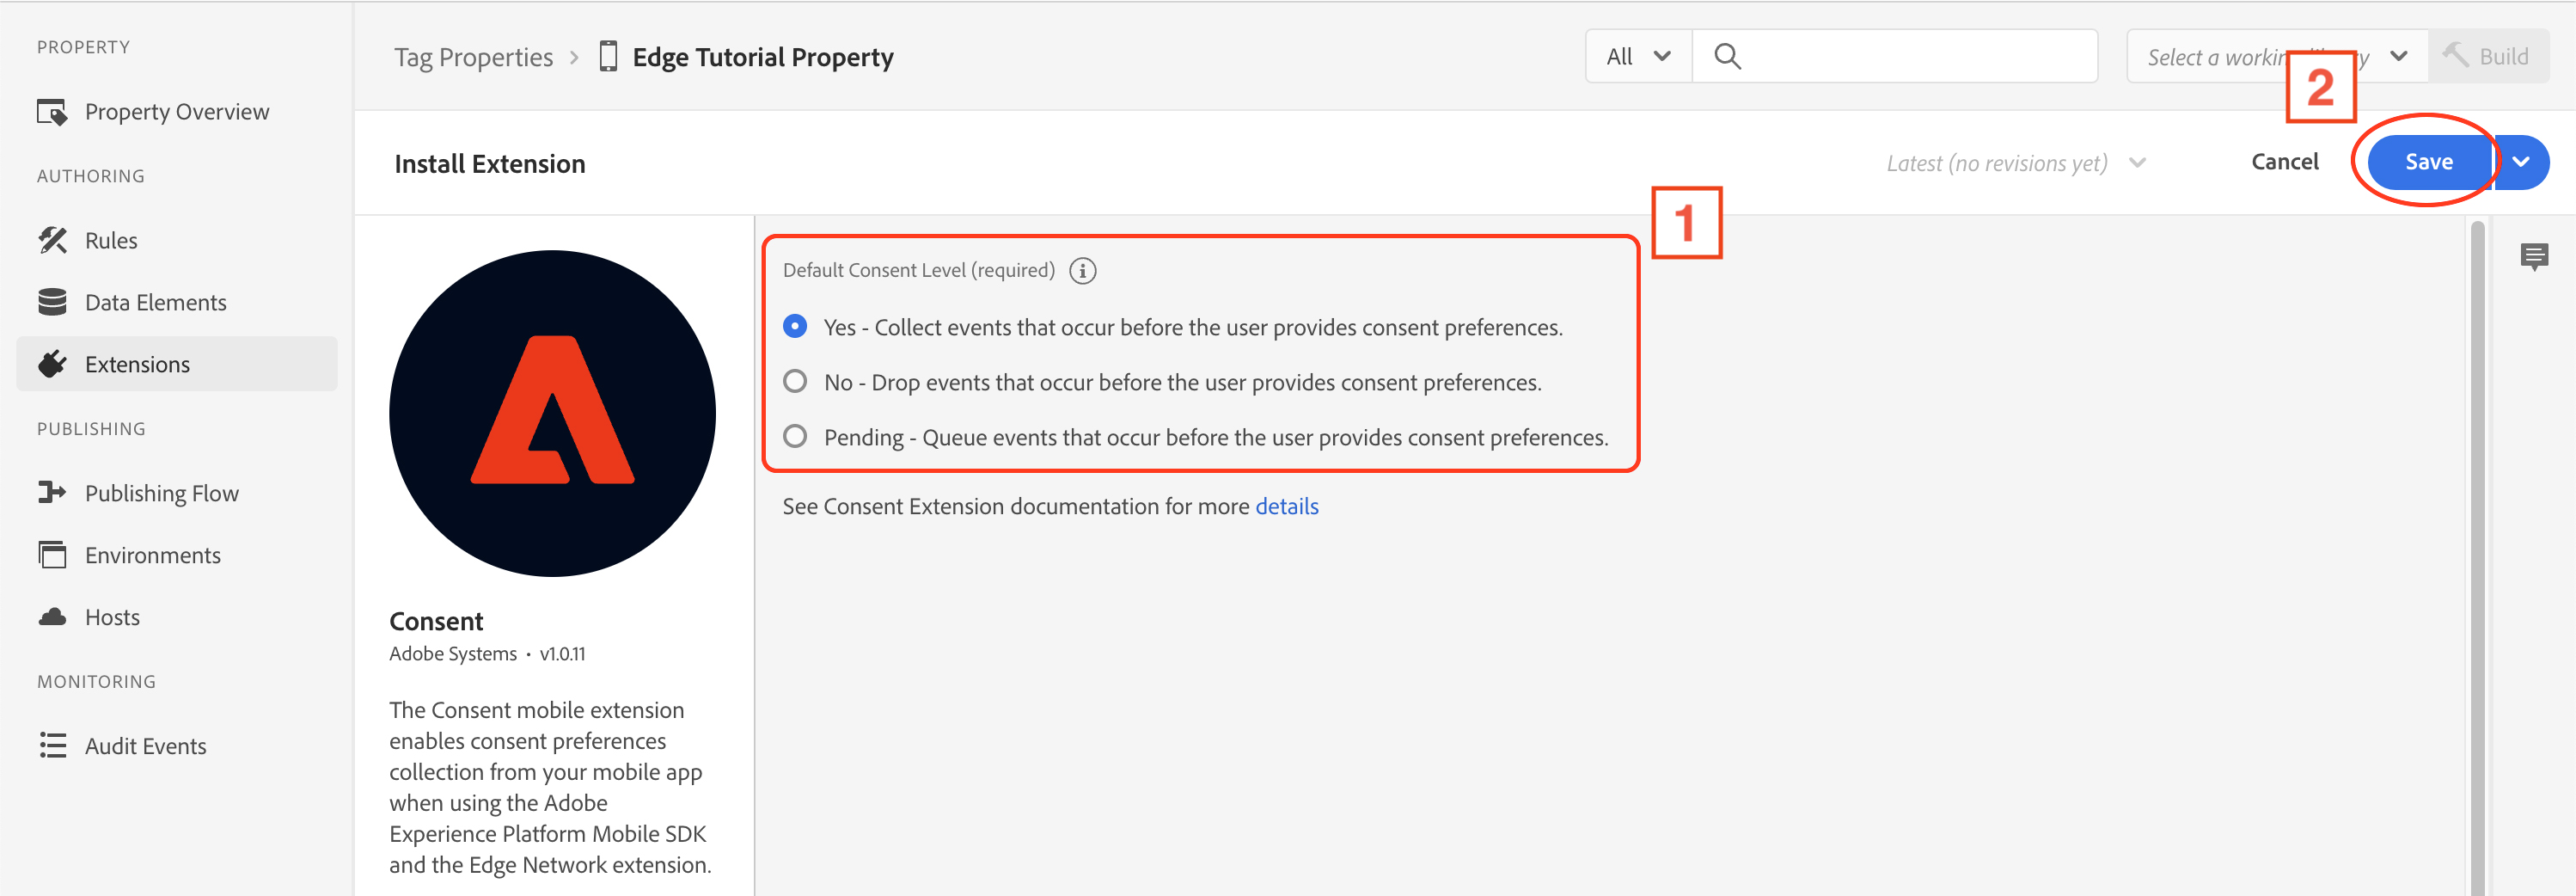 PROPERTY
Property Overview
AUTHORING
Rules
Data Elements
Extensions
PUBLISHING
Publishing Flow
Environments
Hosts
MONITORING
Audit Events
Tag Properties > Edge Tutorial Property
All
Select a workin y
Build
2
Install Extension
Latest (no revisions yet)
Cancel
Save
1
Default Consent Level (required)
Yes - Collect events that occur before the user provides consent preferences.
No - Drop events that occur before the user provides consent preferences.
Pending - Queue events that occur before the user provides consent preferences.
See Consent Extension documentation for more details
Consent
Adobe Systems • v1.0.11
The Consent mobile extension
enables consent preferences
collection from your mobile app
when using the Adobe
Experience Platform Mobile SDK
and the Edge Network extension.